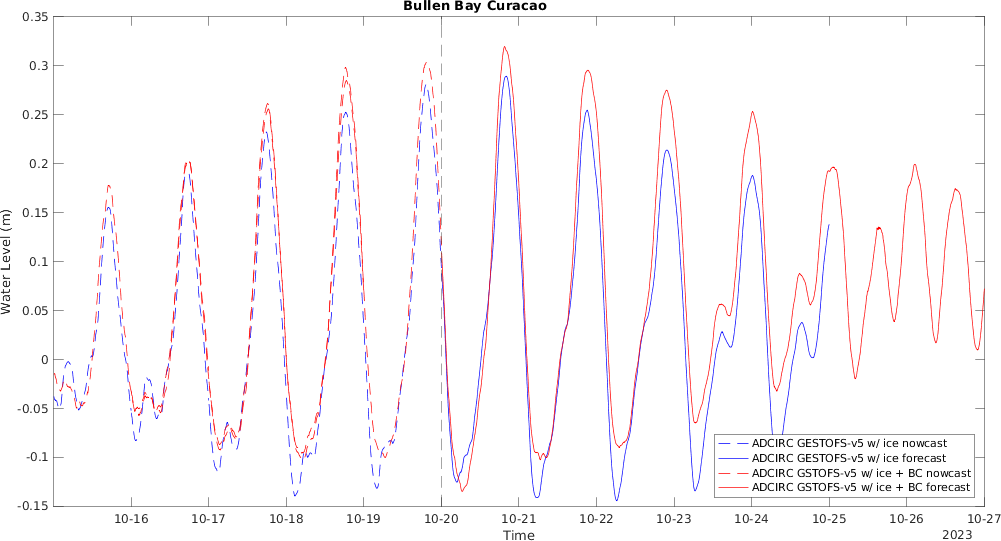 Bullen Bay Curacao
0.35
0.3
0.25
0.2
0.15
0.1
0.05
0
-0.05
-0.1
-0.15
Water Level (m)
10-16 10-17 10-18 10-19 10-20 10-21 10-22 10-23 10-24 10-25 10-26 10-27
Time
2023
ADCIRC GESTOFS-v5 w/ ice nowcast
ADCIRC GESTOFS-v5 w/ ice forecast
ADCIRC GSTOFS-v5 w/ ice + BC nowcast
ADCIRC GSTOFS-v5 w/ ice + BC forecast